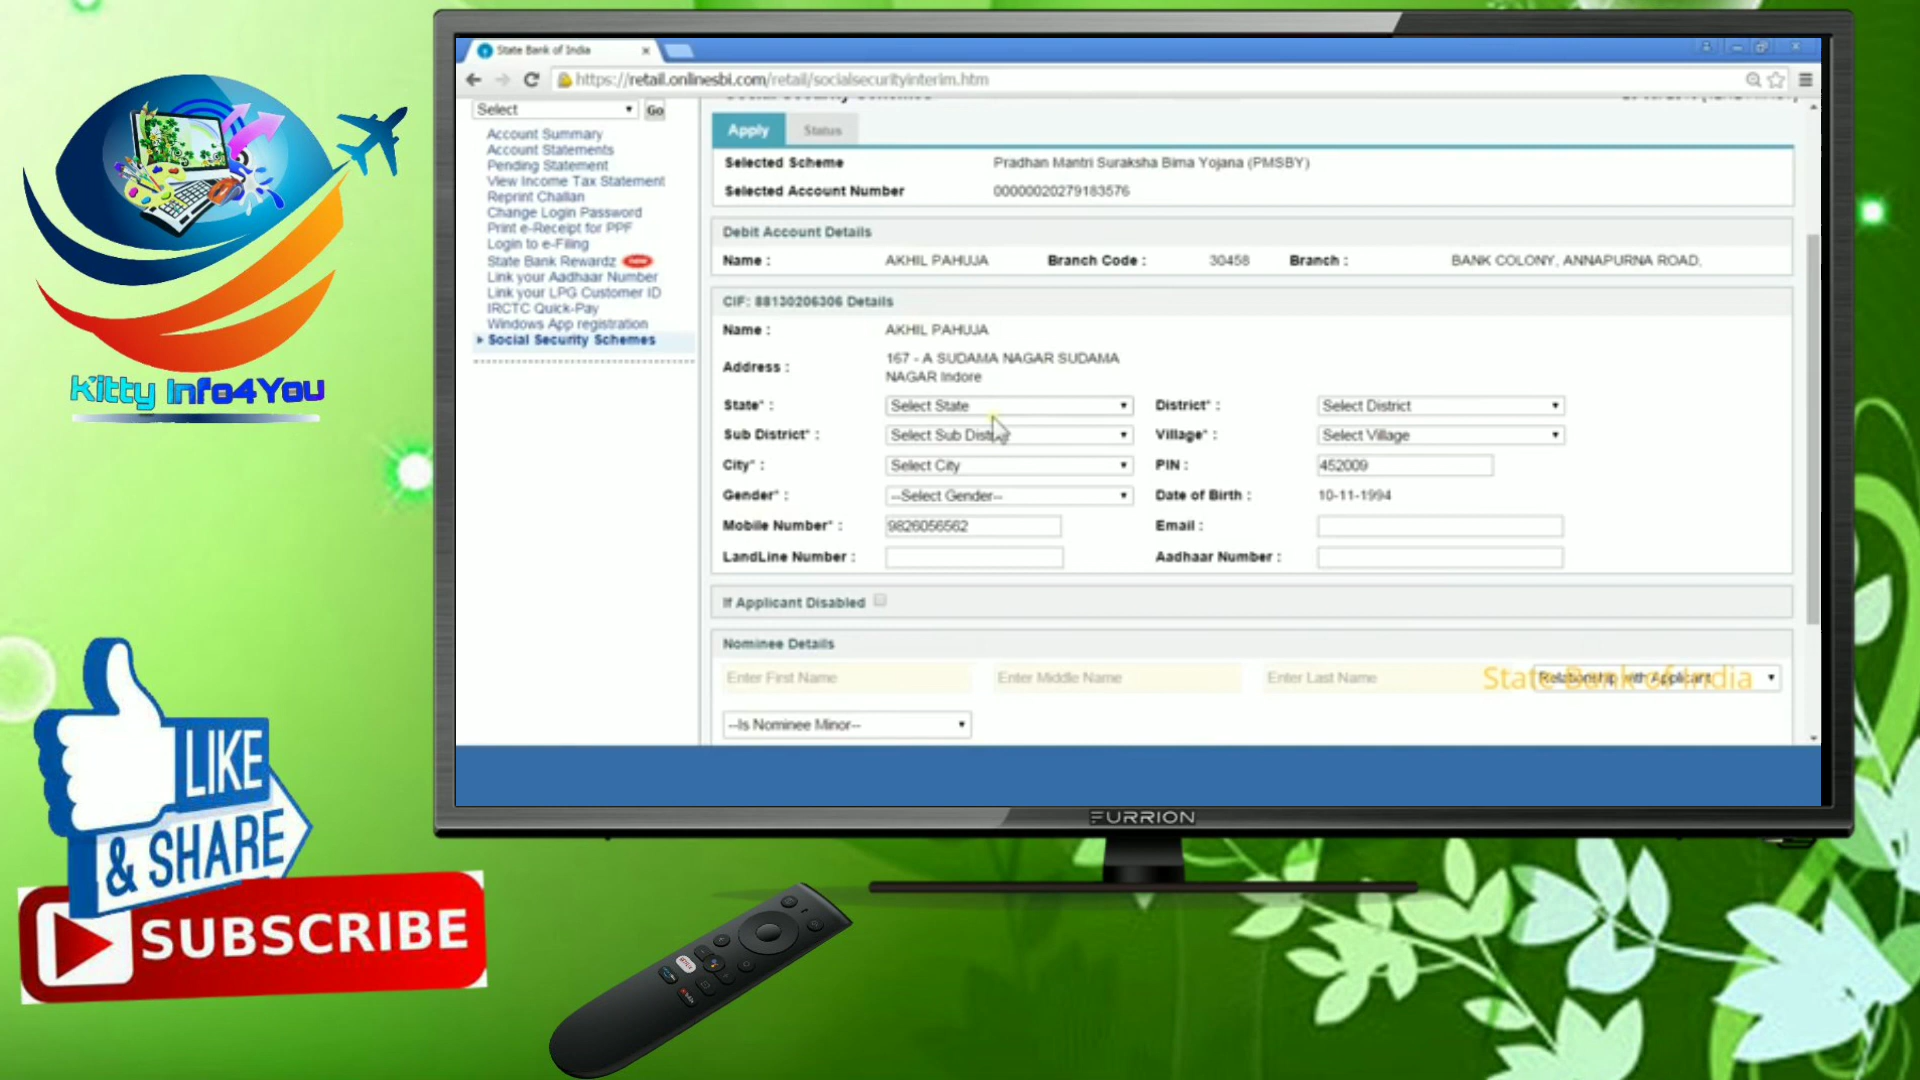 State Bank of India
https://retail.onlinesbi.com/retail/socialsecurityinterim.htm
Select Go
Account Summary
Account Statements
Pending Statement
View Income Tax Statement
Reprint Challan
Change Login Password
Print e-Receipt for PPF
Login to e-Filing
State Bank Rewardz
Link your Aadhaar Number
Link your LPG Customer ID
IRCTC Quick-Pay
Windows App registration
Social Security Schemes
Apply Status
Selected Scheme Pradhan Mantri Suraksha Bima Yojana (PMSBY)
Selected Account Number 00000020279183576
Debit Account Details
Name : AKHIL PAHUJA Branch Code : 30458 Branch : BANK COLONY, ANNAPURNA ROAD,
CIF: 88130206306 Details
Name : AKHIL PAHUJA
Address : 167 - A SUDAMA NAGAR SUDAMA
NAGAR Indore
State* : Select State District* : Select District
Sub District* : Select Sub District Village* : Select Village
City* : Select City PIN : 452009
Gender* : --Select Gender-- Date of Birth : 10-11-1994
Mobile Number* : 9826056562 Email :
LandLine Number : Aadhaar Number :
If Applicant Disabled
Nominee Details
Enter First Name Enter Middle Name Enter Last Name Relationship with Applicant
State Bank of India
--Is Nominee Minor--
FURRION
Kitty Info4You
LIKE
& SHARE
SUBSCRIBE